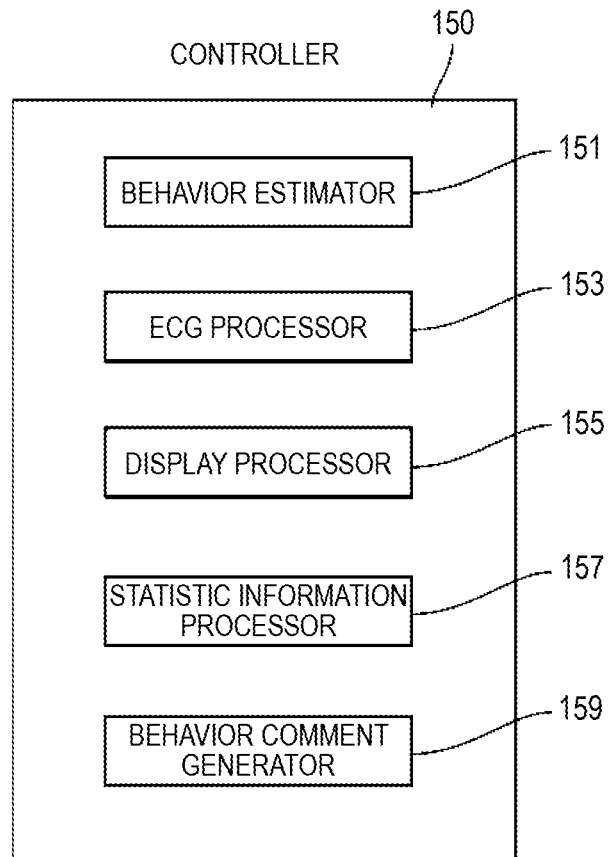 150
CONTROLLER
151
BEHAVIOR ESTIMATOR
153
ECG PROCESSOR
155
DISPLAY PROCESSOR
157
STATISTIC INFORMATION
PROCESSOR
159
BEHAVIOR COMMENT
GENERATOR